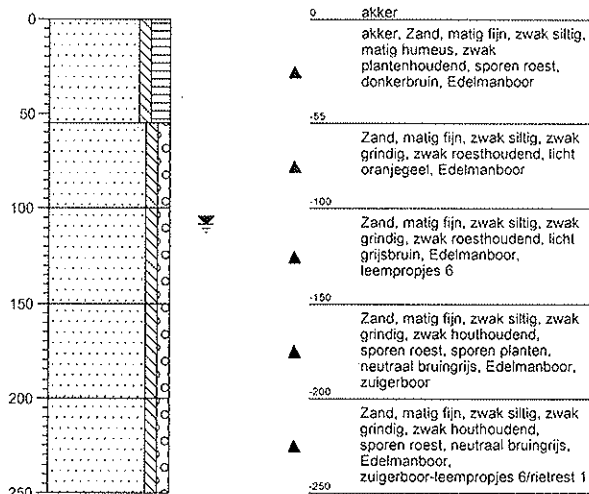 0
50
100
150
200
250
0
akker
akker, Zand, matig fijn, zwak siltig,
matig humeus, zwak
plantenhoudend, sporen roest,
donkerbruin, Edelmanboor
-55
Zand, matig fijn, zwak siltig, zwak
grindig, zwak roesthoudend, licht
oranjegeel, Edelmanboor
-100
Zand, matig fijn, zwak siltig, zwak
grindig, zwak roesthoudend, licht
grijsbruin, Edelmanboor,
leempropjes 6
-150
Zand, matig fijn, zwak siltig, zwak
grindig, zwak houthoudend,
sporen roest, sporen planten,
neutraal bruingrijs, Edelmanboor,
zuigerboor
-200
Zand, matig fijn, zwak siltig, zwak
grindig, zwak houthoudend,
sporen roest, neutraal bruingrijs,
Edelmanboor,
zuigerboor-leempropjes 6/rietrest 1
-250